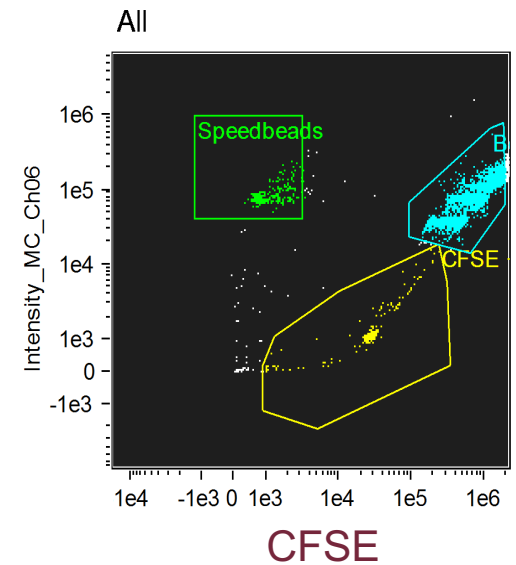 All
Intensity_MC_Ch06
1e6
1e5
1e4
1e3
0
-1e3
Speedbeads
B
CFSE -
1e4 -1e3 0 1e3 1e4 1e5 1e6
CFSE